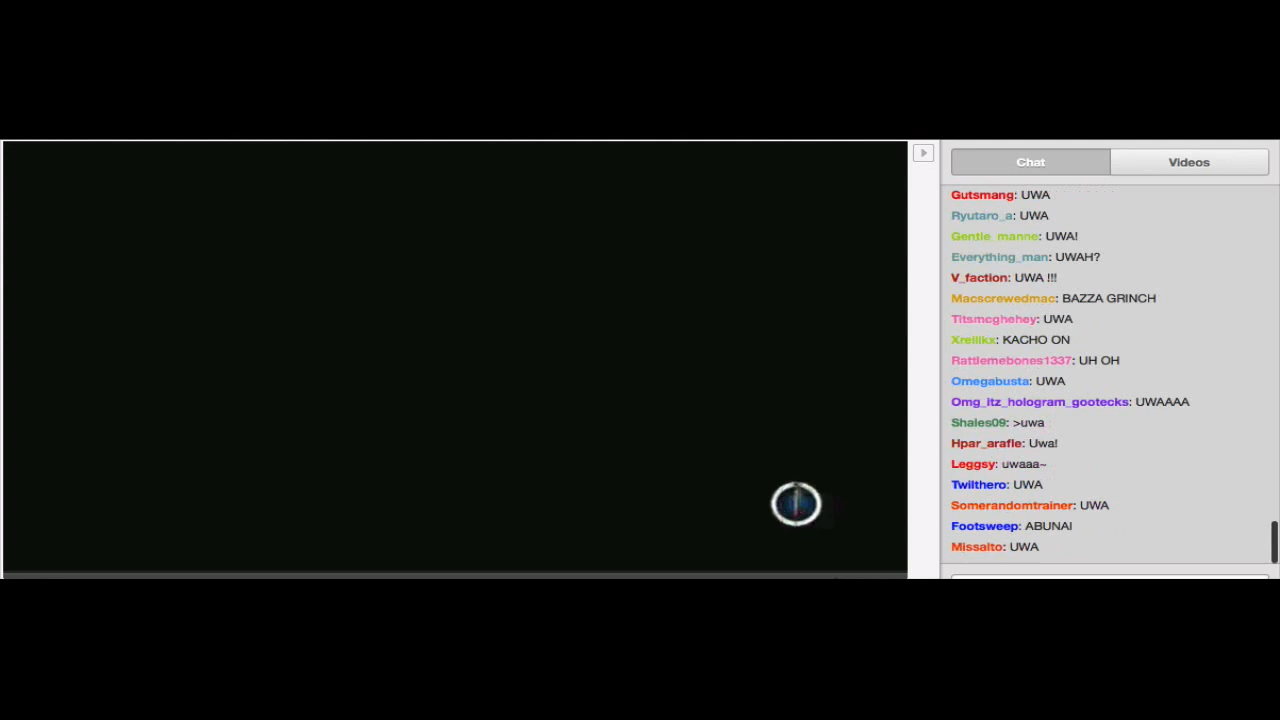 Chat
Videos
Gutsmang: UWA
Ryutaro_a: UWA
Gentle_manne: UWA!
Everything_man: UWAH?
V_faction: UWA !!!
Macscrewedmac: BAZZA GRINCH
Titsmcghehey: UWA
Xreilikx: KACHO ON
Rattlemebones1337: UH OH
Omegabusta: UWA
Omg_itz_hologram_gootecks: UWAAAA
Shales09: >uwa
Hpar_arafle: Uwa!
Leggsy: uwaaa~
Twilthero: UWA
Somerandomtrainer: UWA
Footsweep: ABUNAI
Missalto: UWA